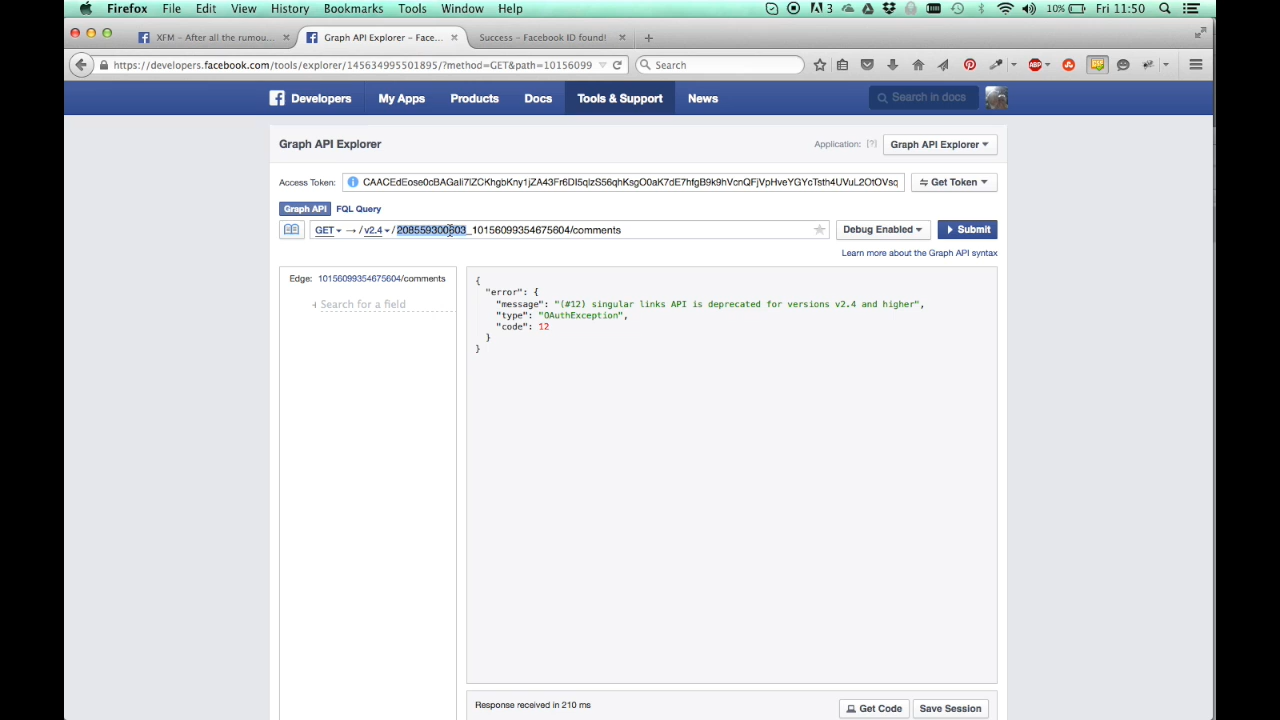 Firefox File Edit View History Bookmarks Tools Window Help 3 10% Fri 11:50
XFM - After all the rumou... Graph API Explorer - Face... Success - Facebook ID found!
https://developers.facebook.com/tools/explorer/145634995501895/?method=GET&path=10156099 Search
Developers My Apps Products Docs Tools & Support News Search in docs
Graph API Explorer Application: [?] Graph API Explorer
Access Token: Get Token
Graph API FQL Query
GET → / v2.4 / 208559300603_10156099354675604/comments Debug Enabled Submit
Learn more about the Graph API syntax
Edge: 10156099354675604/comments
Search for a field
{
"error": {
"message": "(#12) singular links API is deprecated for versions v2.4 and higher",
"type": "OAuthException",
"code": 12
}
}
Response received in 210 ms Get Code Save Session